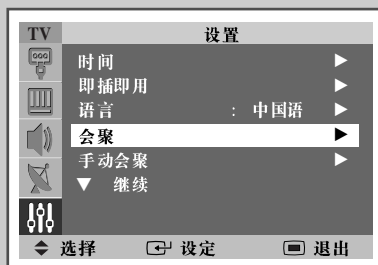 TV 设置
时间 ▶
即插即用 ▶
语言 : 中国语 ▶
会聚 ▶
手动会聚 ▶
▼ 继续
选择 设定 退出